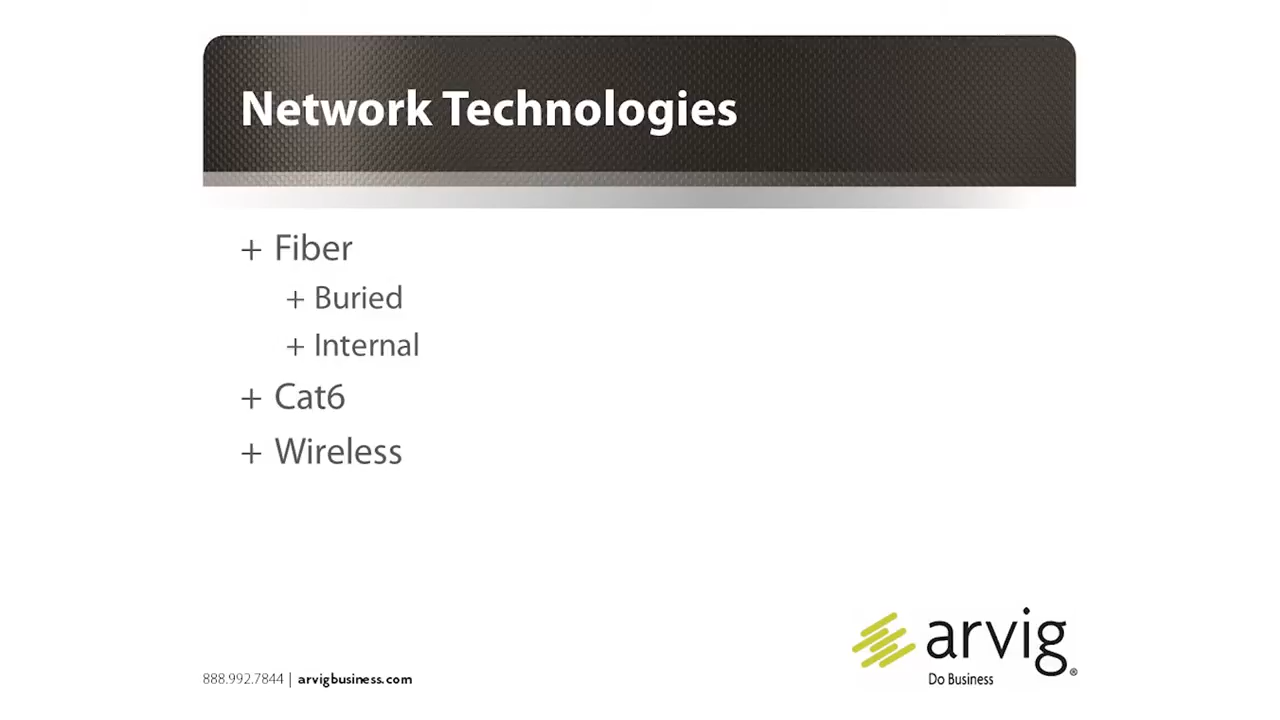 Network Technologies
+ Fiber
+ Buried
+ Internal
+ Cat6
+ Wireless
arvig®
Do Business
888.992.7844 | arvigbusiness.com